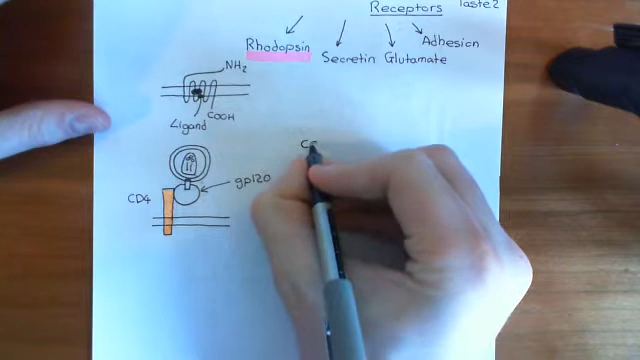 Taste 2
Receptors
Rhodopsin
Secretin
Glutamate
Adhesion
NH2
COOH
Ligand
CD4
gp120